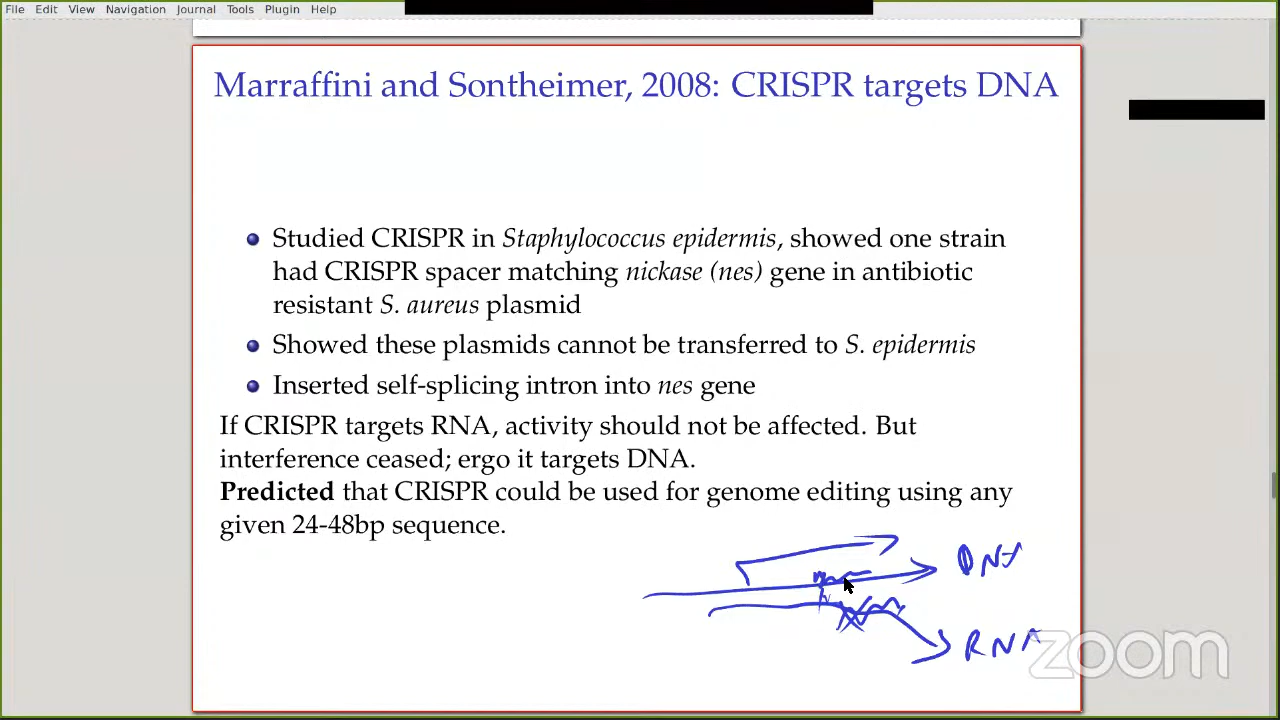 File Edit View Navigation Journal Tools Plugin Help
Marraffini and Sontheimer, 2008: CRISPR targets DNA
Studied CRISPR in Staphylococcus epidermis, showed one strain
had CRISPR spacer matching nickase (nes) gene in antibiotic
resistant S. aureus plasmid
Showed these plasmids cannot be transferred to S. epidermis
Inserted self-splicing intron into nes gene
If CRISPR targets RNA, activity should not be affected. But
interference ceased; ergo it targets DNA.
Predicted that CRISPR could be used for genome editing using any
given 24-48bp sequence.
DNA
RNA
zoom